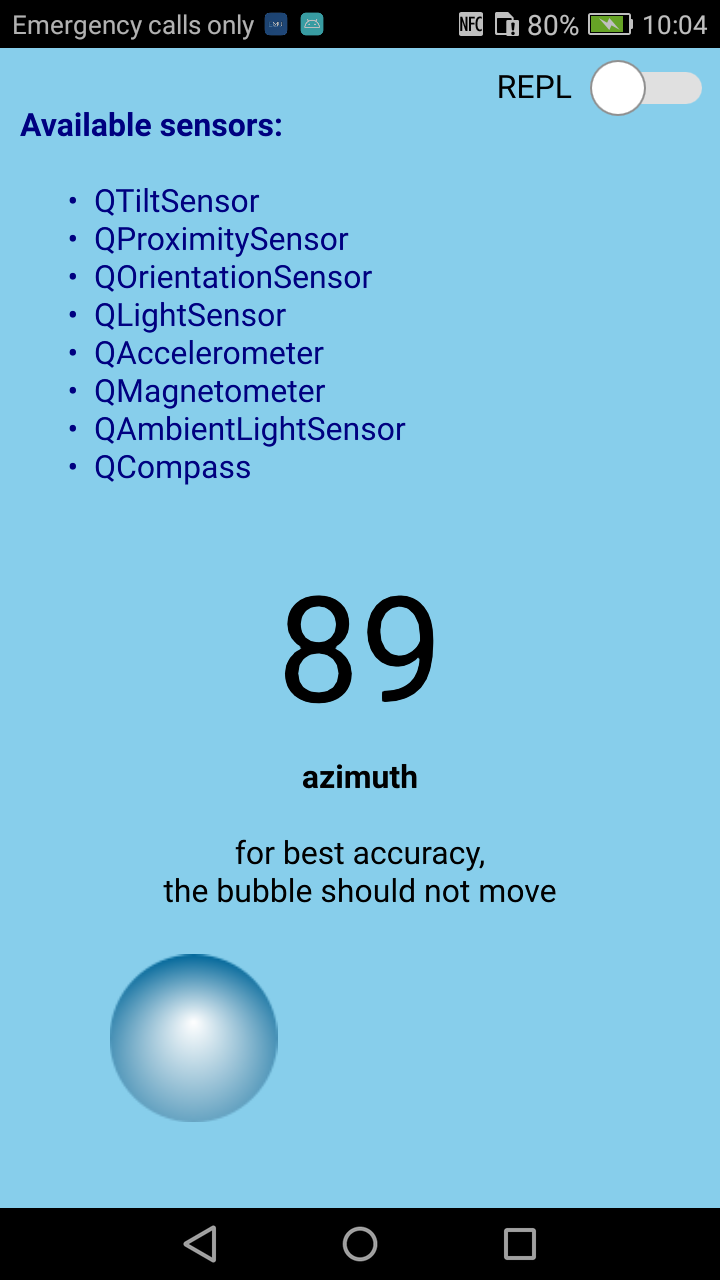 Emergency calls only NFC 80% 10:04
REPL
Available sensors:
• QTiltSensor
• QProximitySensor
• QOrientationSensor
• QLightSensor
• QAccelerometer
• QMagnetometer
• QAmbientLightSensor
• QCompass
89
azimuth
for best accuracy,
the bubble should not move